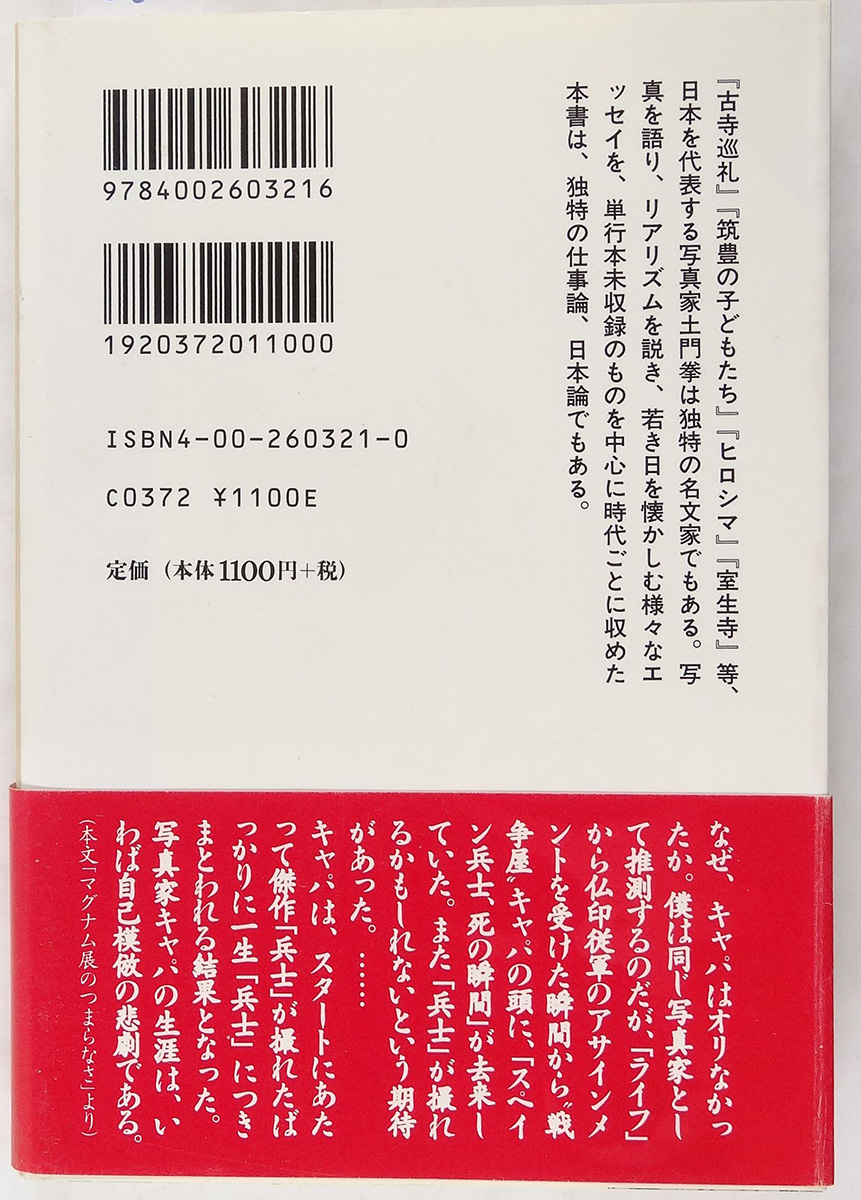 『古寺巡礼』『筑豊の子どもたち』『ヒロシマ』『室生寺』等、
日本を代表する写真家土門拳は独特の名文家でもある。写
真を語り、リアリズムを説き、若き日を懐かしむ様々なエ
ッセイを、単行本未収録のものを中心に時代ごとに収めた
本書は、独特の仕事論、日本論でもある。
9784002603216
1920372011000
ISBN4-00-260321-0
C0372 ¥1100E
定価（本体1100円+税）
なぜ、キャパはオリなかっ
たか。僕は同じ写真家とし
て推測するのだが、「ライフ」
から仏印従軍のアサインメ
ントを受けた瞬間から〝戦
争屋〟キャパの頭に、「スペイ
ン兵士、死の瞬間」が去来し
ていた。また「兵士」が撮れ
るかもしれないという期待
があった。……
キャパは、スタートにあた
って傑作「兵士」が撮れたば
っかりに一生「兵士」につき
まとわれる結果となった。
写真家キャパの生涯は、い
わば自己模倣の悲劇である。
（本文「マグナム展のつまらなさ」より）